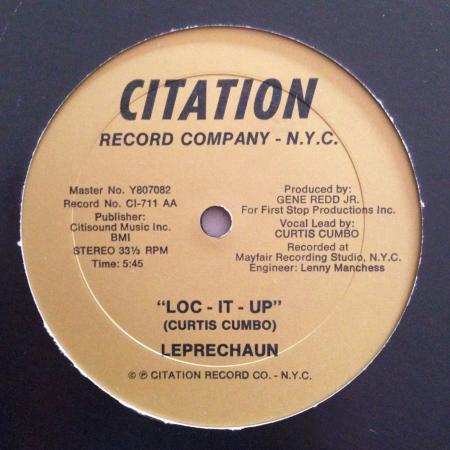 CITATION
RECORD COMPANY - N.Y.C.
Master No. Y807082
Record No. CI-711 AA
Publisher:
Citisound Music Inc.
BMI
STEREO 33⅓ RPM
Time: 5:45
Produced by:
GENE REDD JR.
For First Stop Productions Inc.
Vocal Lead by:
CURTIS CUMBO
Recorded at
Mayfair Recording Studio, N.Y.C.
Engineer: Lenny Manchess
"LOC - IT - UP"
(CURTIS CUMBO)
LEPRECHAUN
© ℗ CITATION RECORD CO. - N.Y.C.